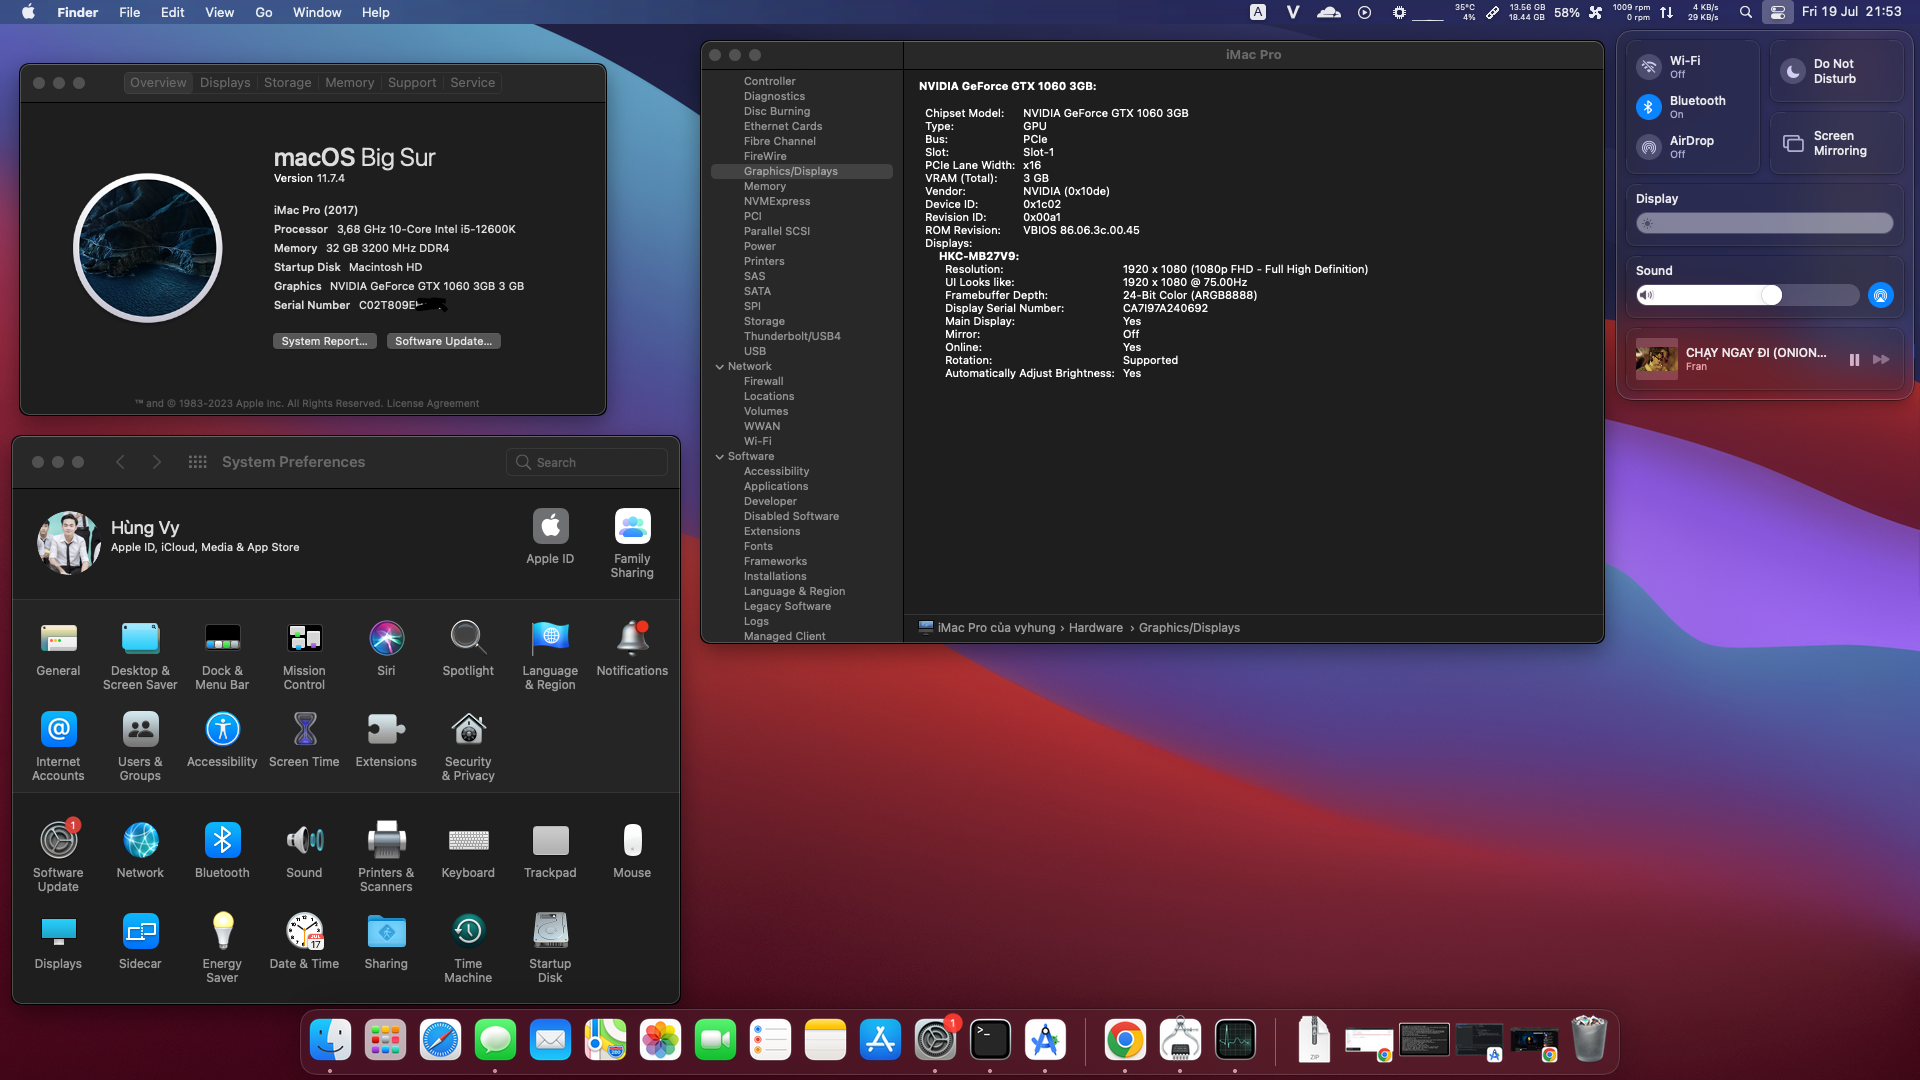 Finder File Edit View Go Window Help
A V 35°C 4% 13.56 GB 18.44 GB 58% 1009 rpm 0 rpm 4 KB/s 29 KB/s Fri 19 Jul 21:53
Overview Displays Storage Memory Support Service
macOS Big Sur
Version 11.7.4
iMac Pro (2017)
Processor 3,68 GHz 10-Core Intel i5-12600K
Memory 32 GB 3200 MHz DDR4
Startup Disk Macintosh HD
Graphics NVIDIA GeForce GTX 1060 3GB 3 GB
Serial Number C02T809E
System Report... Software Update...
™ and © 1983-2023 Apple Inc. All Rights Reserved. License Agreement
System Preferences
Search
Hùng Vy
Apple ID, iCloud, Media & App Store
Apple ID
Family
Sharing
General
Desktop &
Screen Saver
Dock &
Menu Bar
Mission
Control
Siri
Spotlight
Language
& Region
Notifications
Internet
Accounts
Users &
Groups
Accessibility
Screen Time
Extensions
Security
& Privacy
1
Software
Update
Network
Bluetooth
Sound
Printers &
Scanners
Keyboard
Trackpad
Mouse
Displays
Sidecar
Energy
Saver
JUL
17
Date & Time
Sharing
Time
Machine
Startup
Disk
iMac Pro
Controller
Diagnostics
Disc Burning
Ethernet Cards
Fibre Channel
FireWire
Graphics/Displays
Memory
NVMExpress
PCI
Parallel SCSI
Power
Printers
SAS
SATA
SPI
Storage
Thunderbolt/USB4
USB
Network
Firewall
Locations
Volumes
WWAN
Wi-Fi
Software
Accessibility
Applications
Developer
Disabled Software
Extensions
Fonts
Frameworks
Installations
Language & Region
Legacy Software
Logs
Managed Client
NVIDIA GeForce GTX 1060 3GB:
Chipset Model: NVIDIA GeForce GTX 1060 3GB
Type: GPU
Bus: PCIe
Slot: Slot-1
PCIe Lane Width: x16
VRAM (Total): 3 GB
Vendor: NVIDIA (0x10de)
Device ID: 0x1c02
Revision ID: 0x00a1
ROM Revision: VBIOS 86.06.3c.00.45
Displays:
HKC-MB27V9:
Resolution: 1920 x 1080 (1080p FHD - Full High Definition)
UI Looks like: 1920 x 1080 @ 75.00Hz
Framebuffer Depth: 24-Bit Color (ARGB8888)
Display Serial Number: CA7I97A240692
Main Display: Yes
Mirror: Off
Online: Yes
Rotation: Supported
Automatically Adjust Brightness: Yes
iMac Pro của vyhung › Hardware › Graphics/Displays
Wi-Fi
Off
Bluetooth
On
AirDrop
Off
Do Not
Disturb
Screen
Mirroring
Display
Sound
CHẠY NGAY ĐI (ONION...
Fran
1
ZIP